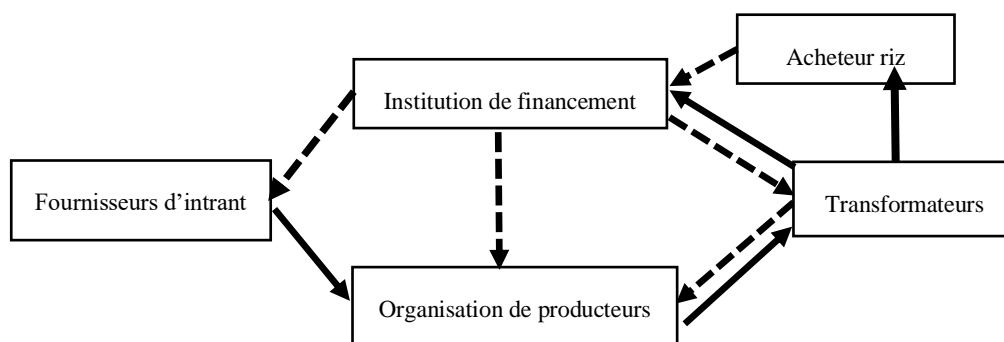 Acheteur riz
Institution de financement
Fournisseurs d'intrant
Transformateurs
Organisation de producteurs